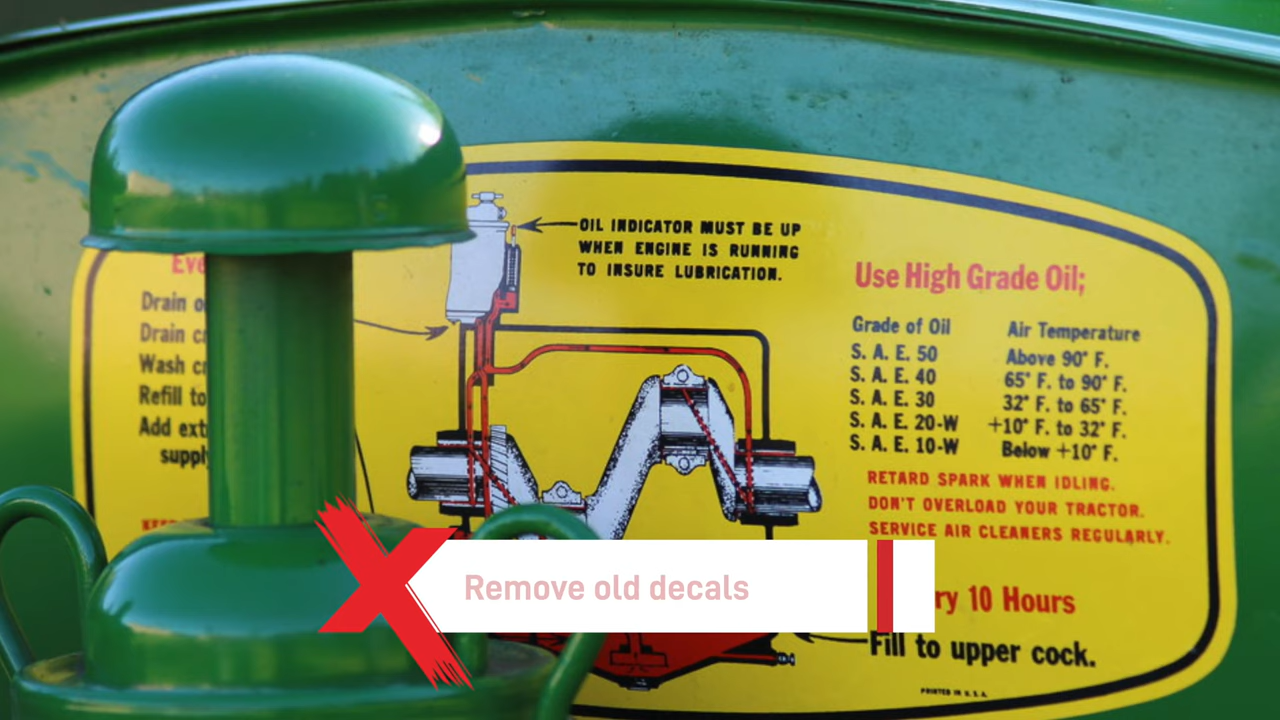 Drain
Drain
Wash
Refill to
Add
supply
OIL INDICATOR MUST BE UP
WHEN ENGINE IS RUNNING
TO INSURE LUBRICATION.
Use High Grade Oil;
Grade of Oil Air Temperature
S. A. E. 50 Above 90° F.
S. A. E. 40 65° F. to 90° F.
S. A. E. 30 32° F. to 65° F.
S. A. E. 20-W +10° F. to 32° F.
S. A. E. 10-W Below +10° F.
RETARD SPARK WHEN IDLING.
DON'T OVERLOAD YOUR TRACTOR.
SERVICE AIR CLEANERS REGULARLY.
Remove old decals
10 Hours
Fill to upper cock.
PRINTED IN U.S.A.